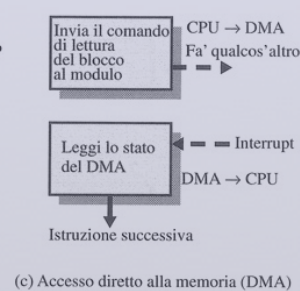 Invia il comando
di lettura
del blocco
al modulo
CPU → DMA
Fa' qualcos'altro
Leggi lo stato
del DMA
Interrupt
DMA → CPU
Istruzione successiva
(c) Accesso diretto alla memoria (DMA)